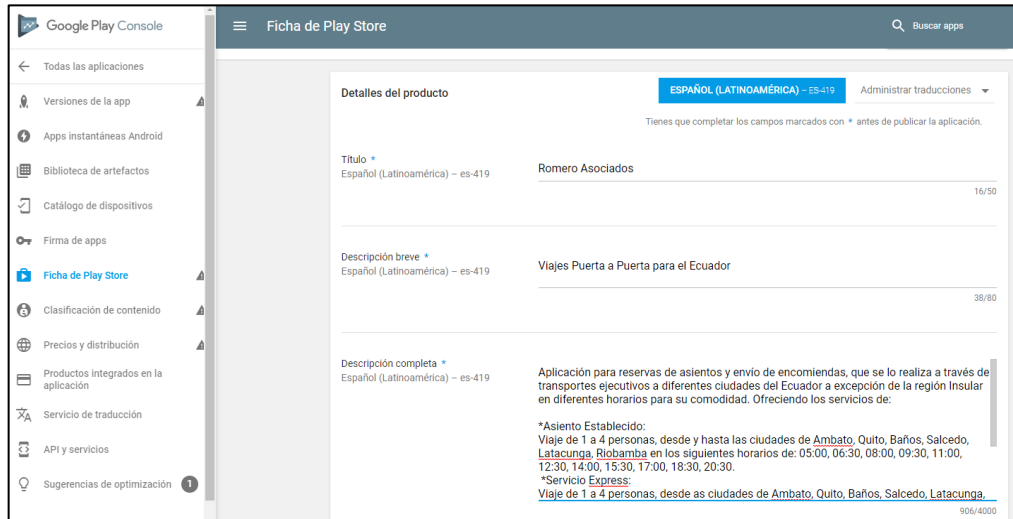 Google Play Console
Ficha de Play Store
Buscar apps
Todas las aplicaciones
Versiones de la app
Apps instantáneas Android
Biblioteca de artefactos
Catálogo de dispositivos
Firma de apps
Ficha de Play Store
Clasificación de contenido
Precios y distribución
Productos integrados en la
aplicación
Servicio de traducción
API y servicios
Sugerencias de optimización 1
Detalles del producto
ESPAÑOL (LATINOAMÉRICA) – ES-419
Administrar traducciones
Tienes que completar los campos marcados con * antes de publicar la aplicación.
Título *
Español (Latinoamérica) – es-419
Romero Asociados
16/50
Descripción breve *
Español (Latinoamérica) – es-419
Viajes Puerta a Puerta para el Ecuador
38/80
Descripción completa *
Español (Latinoamérica) – es-419
Aplicación para reservas de asientos y envío de encomiendas, que se lo realiza a través de
transportes ejecutivos a diferentes ciudades del Ecuador a excepción de la región Insular
en diferentes horarios para su comodidad. Ofreciendo los servicios de:
*Asiento Establecido:
Viaje de 1 a 4 personas, desde y hasta las ciudades de Ambato, Quito, Baños, Salcedo,
Latacunga, Riobamba en los siguientes horarios de: 05:00, 06:30, 08:00, 09:30, 11:00,
12:30, 14:00, 15:30, 17:00, 18:30, 20:30.
*Servicio Express:
Viaje de 1 a 4 personas, desde as ciudades de Ambato, Quito, Baños, Salcedo, Latacunga,
906/4000